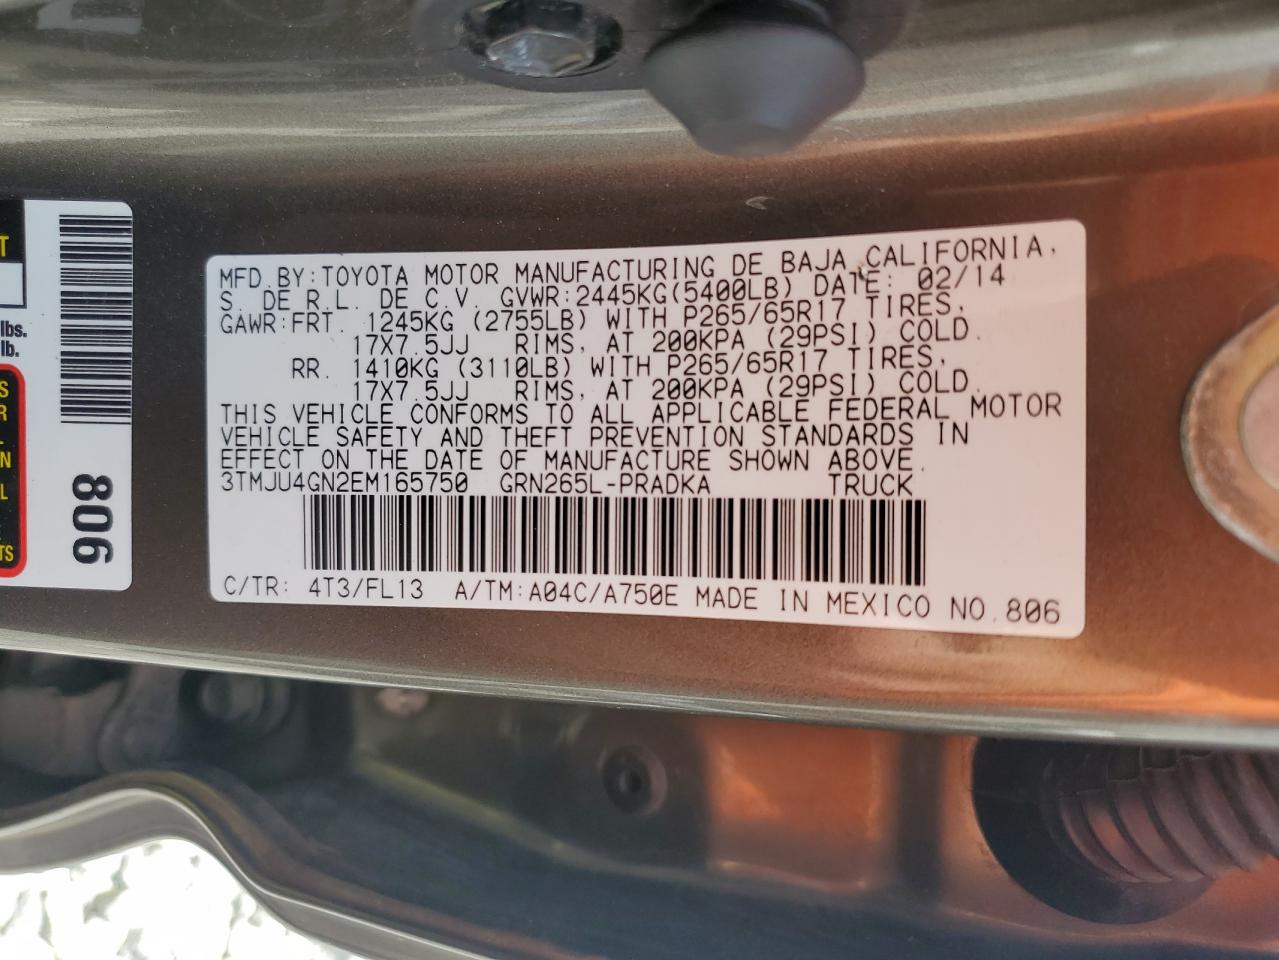 T
lbs.
lb.
S
R
L
N
L
TS
806
MFD.BY:TOYOTA MOTOR MANUFACTURING DE BAJA CALIFORNIA,
S. DE R.L. DE C.V. GVWR:2445KG(5400LB) DATE: 02/14
GAWR:FRT. 1245KG (2755LB) WITH P265/65R17 TIRES,
17X7.5JJ RIMS, AT 200KPA (29PSI) COLD.
RR. 1410KG (3110LB) WITH P265/65R17 TIRES,
17X7.5JJ RIMS, AT 200KPA (29PSI) COLD.
THIS VEHICLE CONFORMS TO ALL APPLICABLE FEDERAL MOTOR
VEHICLE SAFETY AND THEFT PREVENTION STANDARDS IN
EFFECT ON THE DATE OF MANUFACTURE SHOWN ABOVE.
3TMJU4GN2EM165750 GRN265L-PRADKA TRUCK
C/TR: 4T3/FL13 A/TM:A04C/A750E MADE IN MEXICO NO.806